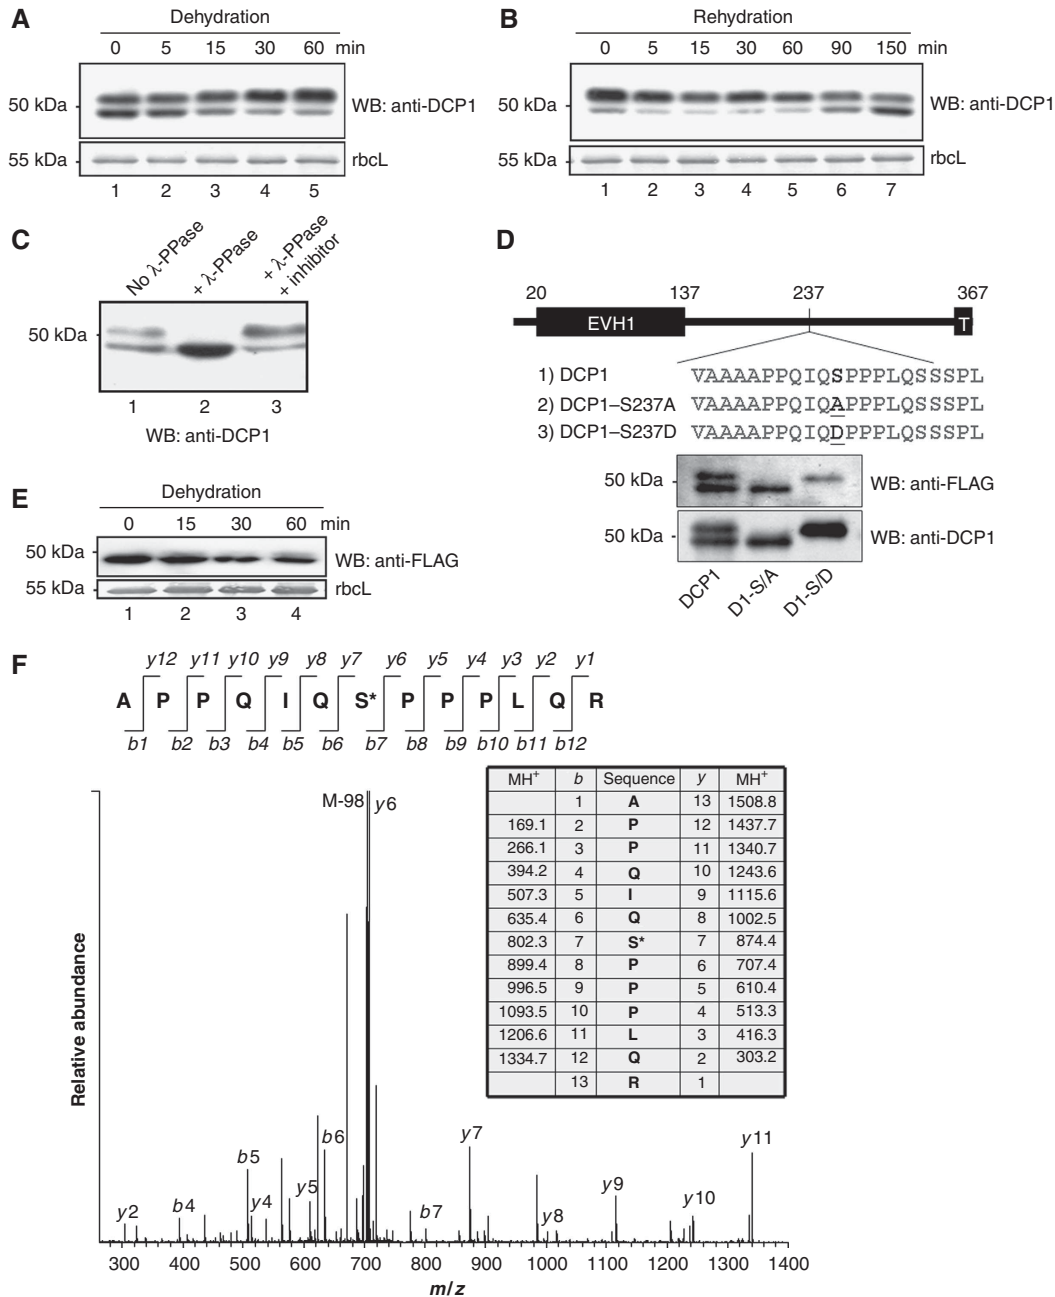 A
Dehydration
0 5 15 30 60 min
50 kDa
WB: anti-DCP1
55 kDa
rbcL
1 2 3 4 5
B
Rehydration
0 5 15 30 60 90 150 min
50 kDa
WB: anti-DCP1
55 kDa
rbcL
1 2 3 4 5 6 7
C
No λ-PPase
+ λ-PPase
+ λ-PPase
+ inhibitor
50 kDa
1 2 3
WB: anti-DCP1
D
20 137 237 367
EVH1 T
1) DCP1 VAAAAPPQIQSPPPLQSSSPL
2) DCP1–S237A VAAAAPPQIQAPPPLQSSSPL
3) DCP1–S237D VAAAAPPQIQDPPPLQSSSPL
50 kDa
WB: anti-FLAG
50 kDa
WB: anti-DCP1
DCP1
D1-S/A
D1-S/D
E
Dehydration
0 15 30 60 min
50 kDa
WB: anti-FLAG
55 kDa
rbcL
1 2 3 4
F
y12 y11 y10 y9 y8 y7 y6 y5 y4 y3 y2 y1
A P P Q I Q S* P P P L Q R
b1 b2 b3 b4 b5 b6 b7 b8 b9 b10 b11 b12
MH+ b Sequence y MH+
1 A 13 1508.8
169.1 2 P 12 1437.7
266.1 3 P 11 1340.7
394.2 4 Q 10 1243.6
507.3 5 I 9 1115.6
635.4 6 Q 8 1002.5
802.3 7 S* 7 874.4
899.4 8 P 6 707.4
996.5 9 P 5 610.4
1093.5 10 P 4 513.3
1206.6 11 L 3 416.3
1334.7 12 Q 2 303.2
13 R 1
M-98 y6
Relative abundance
y2
b4
b5
y4
y5
b6
b7
y7
y8
y9
y10
y11
300 400 500 600 700 800 900 1000 1100 1200 1300 1400
m/z